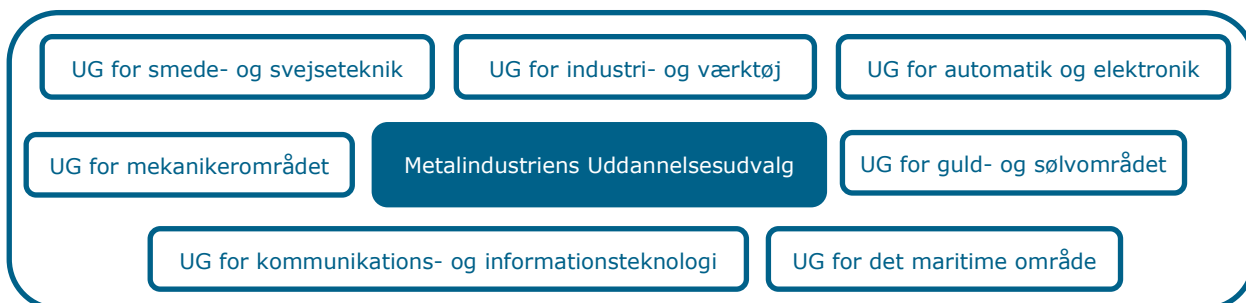 UG for smede- og svejseteknik
UG for industri- og værktøj
UG for automatik og elektronik
UG for mekanikerområdet
Metalindustriens Uddannelsesudvalg
UG for guld- og sølvområdet
UG for kommunikations- og informationsteknologi
UG for det maritime område